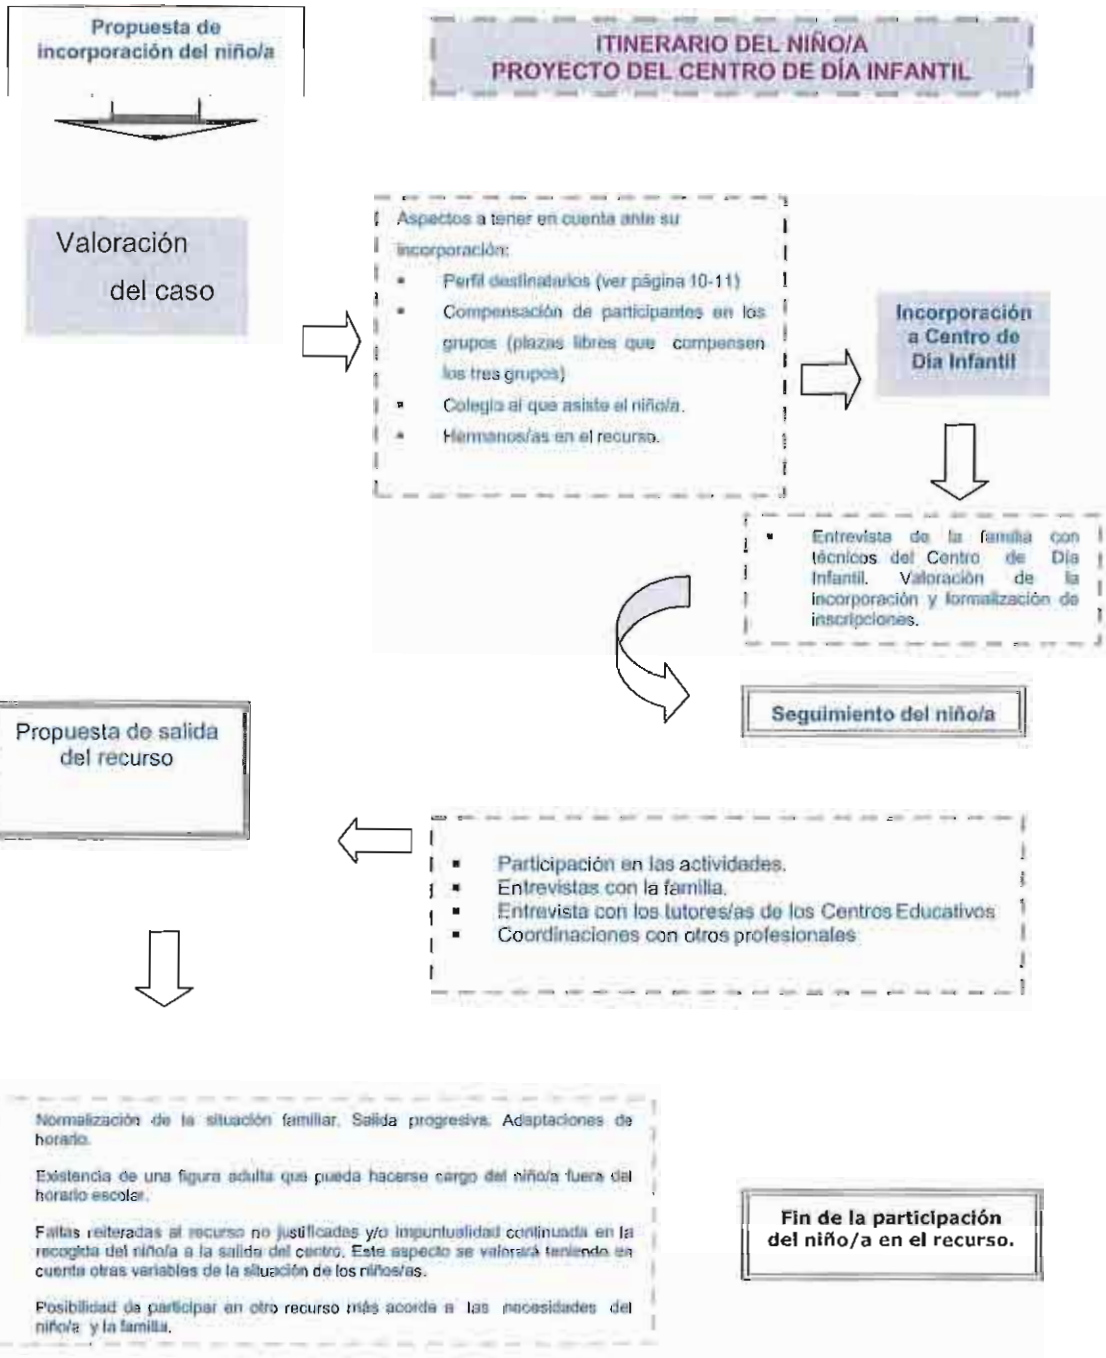 Propuesta de
incorporación del niño/a
ITINERARIO DEL NIÑO/A
PROYECTO DEL CENTRO DE DÍA INFANTIL
Valoración
del caso
Aspectos a tener en cuenta ante su
incorporación:
▪ Perfil destinatarios (ver página 10-11)
▪ Compensación de participantes en los
grupos (plazas libres que compensen
los tres grupos)
▪ Colegio al que asiste el niño/a.
▪ Hermanos/as en el recurso.
Incorporación
a Centro de
Día Infantil
▪ Entrevista de la familia con
técnicos del Centro de Día
Infantil. Valoración de la
incorporación y formalización de
inscripciones.
Seguimiento del niño/a
Propuesta de salida
del recurso
▪ Participación en las actividades.
▪ Entrevistas con la familia.
▪ Entrevista con los tutores/as de los Centros Educativos
▪ Coordinaciones con otros profesionales
Normalización de la situación familiar. Salida progresiva. Adaptaciones de
horario.
Existencia de una figura adulta que pueda hacerse cargo del niño/a fuera del
horario escolar.
Faltas reiteradas al recurso no justificadas y/o impuntualidad continuada en la
recogida del niño/a a la salida del centro. Este aspecto se valorará teniendo en
cuenta otras variables de la situación de los niños/as.
Posibilidad de participar en otro recurso más acorde a las necesidades del
niño/a y la familia.
Fin de la participación
del niño/a en el recurso.